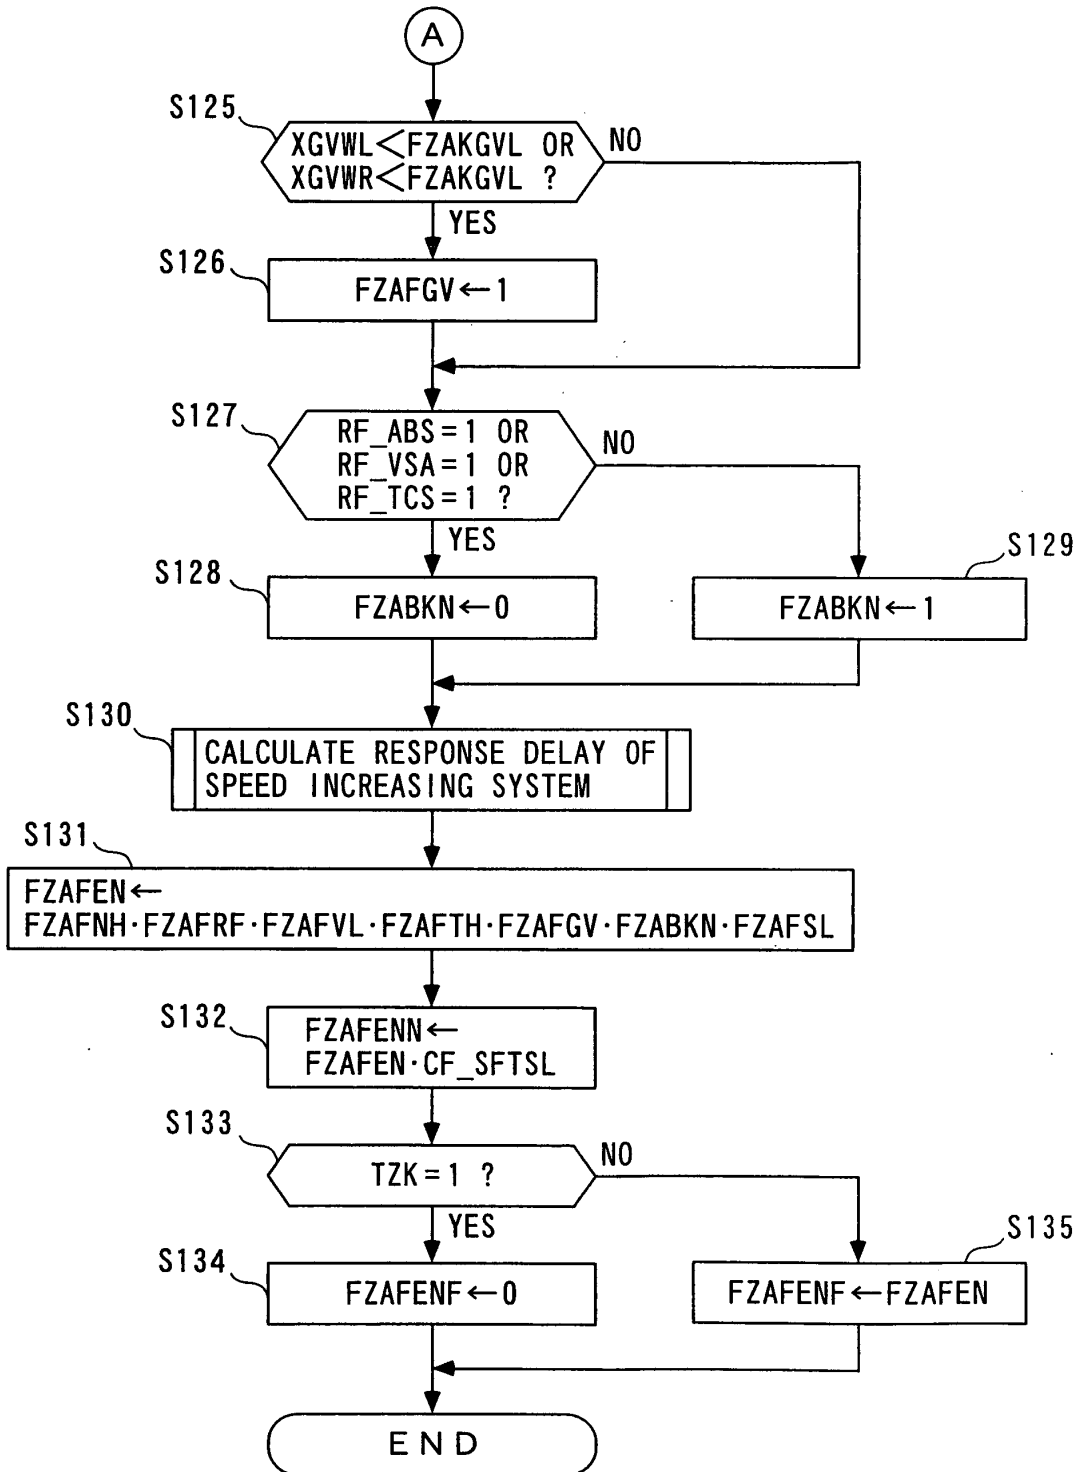 A
S125
XGVWL<FZAKGVL OR
XGVWR<FZAKGVL ?
NO
YES
S126
FZAFGV←1
S127
RF_ABS=1 OR
RF_VSA=1 OR
RF_TCS=1 ?
NO
YES
S128
FZABKN←0
S129
FZABKN←1
S130
CALCULATE RESPONSE DELAY OF
SPEED INCREASING SYSTEM
S131
FZAFEN←
FZAFNH·FZAFRF·FZAFVL·FZAFTH·FZAFGV·FZABKN·FZAFSL
S132
FZAFENN←
FZAFEN·CF_SFTSL
S133
TZK=1 ?
NO
YES
S134
FZAFENF←0
S135
FZAFENF←FZAFEN
END